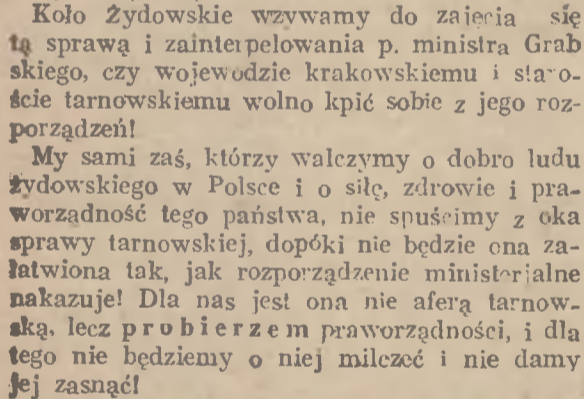 Koło Żydowskie wzywamy do zajęcia się
tą sprawą i zainterpelowania p. ministra Grab
skiego, czy wojewodzie krakowskiemu i staro-
ście tarnowskiemu wolno kpić sobie z jego roz-
porządzeń!
My sami zaś, którzy walczymy o dobro ludu
żydowskiego w Polsce i o siłę, zdrowie i pra-
worządność tego państwa, nie spuścimy z oka
sprawy tarnowskiej, dopóki nie będzie ona za-
łatwiona tak, jak rozporządzenie ministerjalne
nakazuje! Dla nas jest ona nie aferą tarnow-
ską, lecz probierzem praworządności, i dla
tego nie będziemy o niej milczeć i nie damy
jej zasnąć!